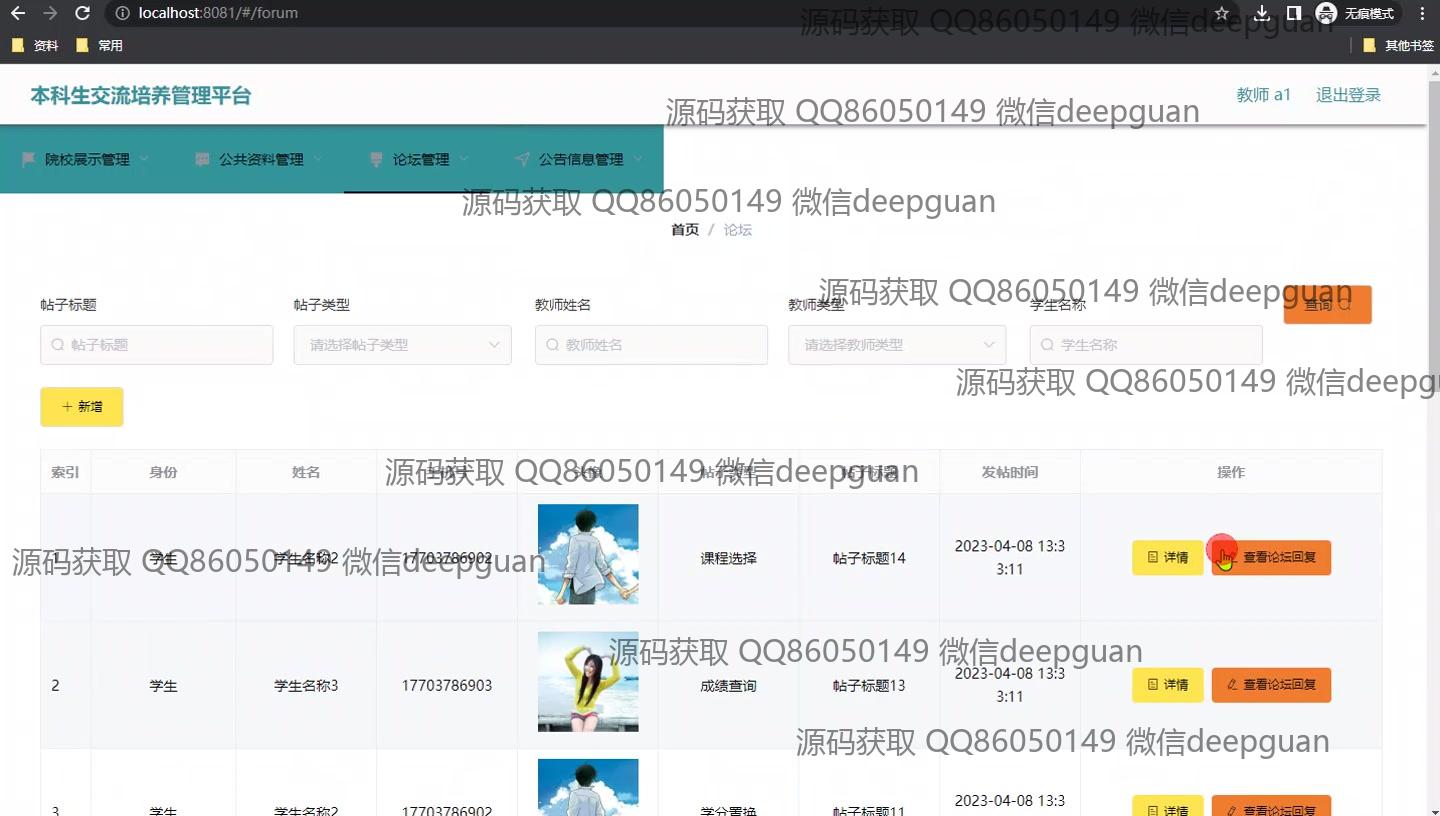 localhost:8081/#/forum
无痕模式
资料
常用
其他书签
源码获取 QQ86050149 微信deepguan
本科生交流培养管理平台
教师 a1
退出登录
源码获取 QQ86050149 微信deepguan
院校展示管理
公共资料管理
论坛管理
公告信息管理
源码获取 QQ86050149 微信deepguan
首页 / 论坛
源码获取 QQ86050149 微信deepguan
帖子标题
帖子类型
教师姓名
教师类型
学生名称
查询
帖子标题
请选择帖子类型
教师姓名
请选择教师类型
学生名称
源码获取 QQ86050149 微信deepgu
新增
源码获取 QQ86050149 微信deepguan
索引
身份
姓名
帖子类型
帖子标题
发帖时间
操作
源码获取 QQ86050149 微信deepguan
1
学生
学生名称2
17703786902
课程选择
帖子标题14
2023-04-08 13:3
3:11
详情
查看论坛回复
源码获取 QQ86050149 微信deepguan
2
学生
学生名称3
17703786903
成绩查询
帖子标题13
2023-04-08 13:3
3:11
详情
查看论坛回复
源码获取 QQ86050149 微信deepguan
3
学生
学生名称2
17703786902
学分置换
帖子标题11
2023-04-08 13:3
详情
查看论坛回复